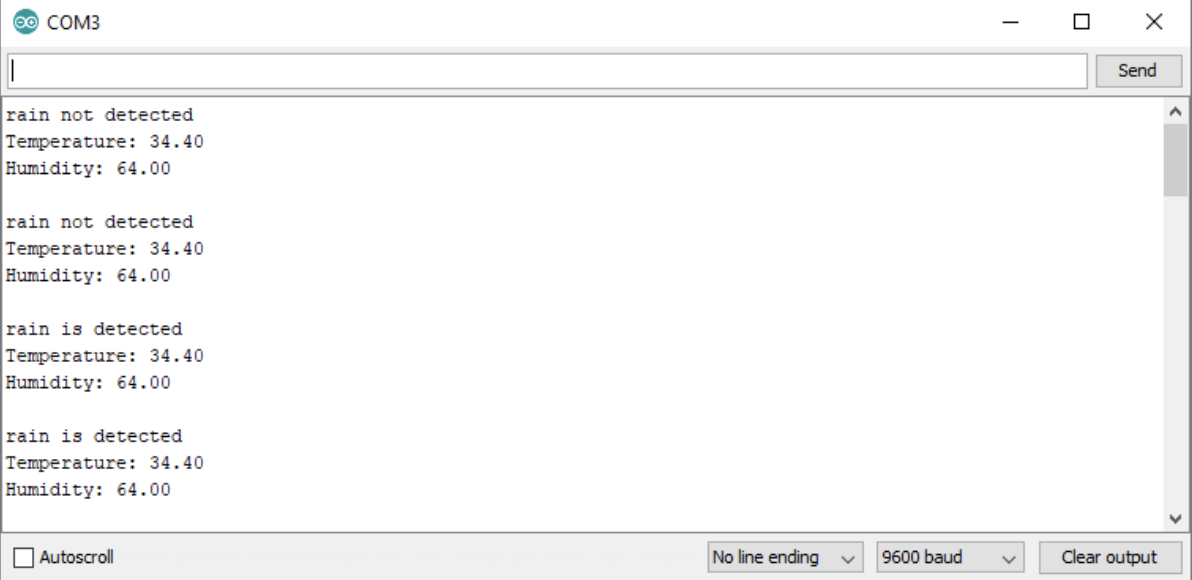 COM3
Send
rain not detected
Temperature: 34.40
Humidity: 64.00
rain not detected
Temperature: 34.40
Humidity: 64.00
rain is detected
Temperature: 34.40
Humidity: 64.00
rain is detected
Temperature: 34.40
Humidity: 64.00
Autoscroll No line ending 9600 baud Clear output